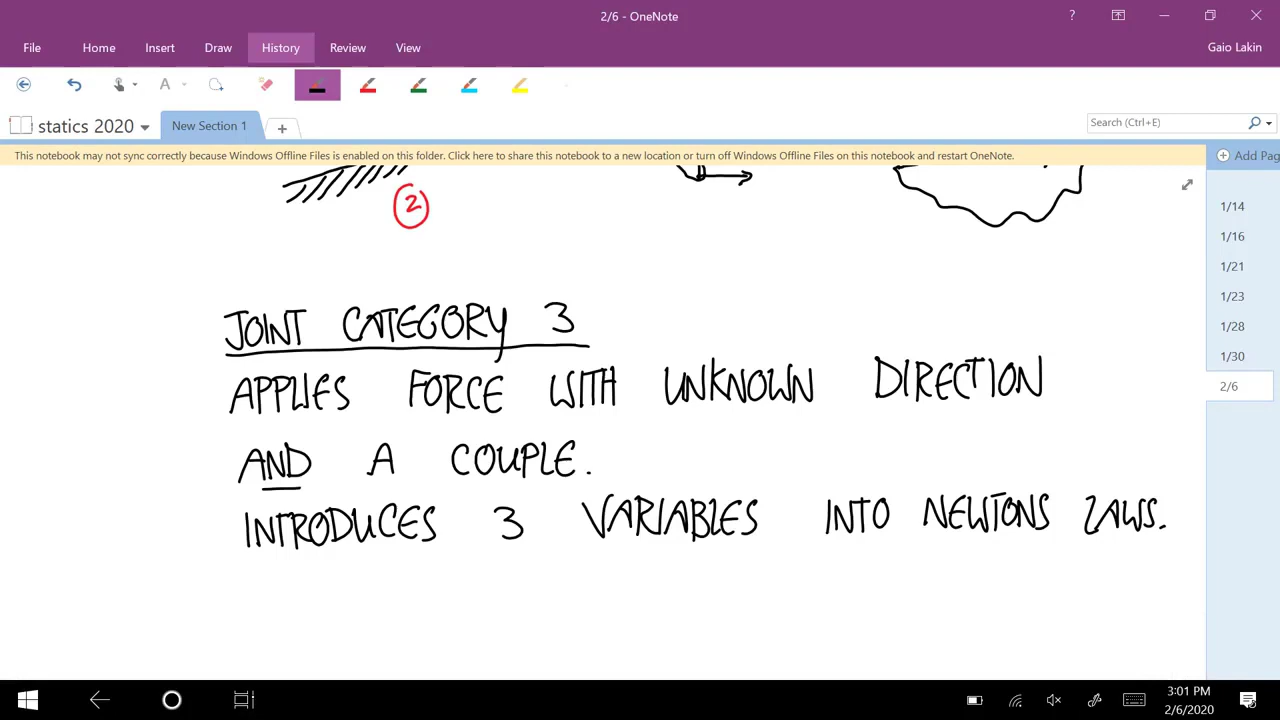 2/6 - OneNote
?
File Home Insert Draw History Review View
Gaio Lakin
A
statics 2020
New Section 1
+
Search (Ctrl+E)
This notebook may not sync correctly because Windows Offline Files is enabled on this folder. Click here to share this notebook to a new location or turn off Windows Offline Files on this notebook and restart OneNote.
Add Pag
1/14
1/16
1/21
1/23
1/28
1/30
2/6
2
JOINT CATEGORY 3
APPLIES FORCE WITH UNKNOWN DIRECTION
AND A COUPLE.
INTRODUCES 3 VARIABLES INTO NEWTONS LAWS.
3:01 PM
2/6/2020